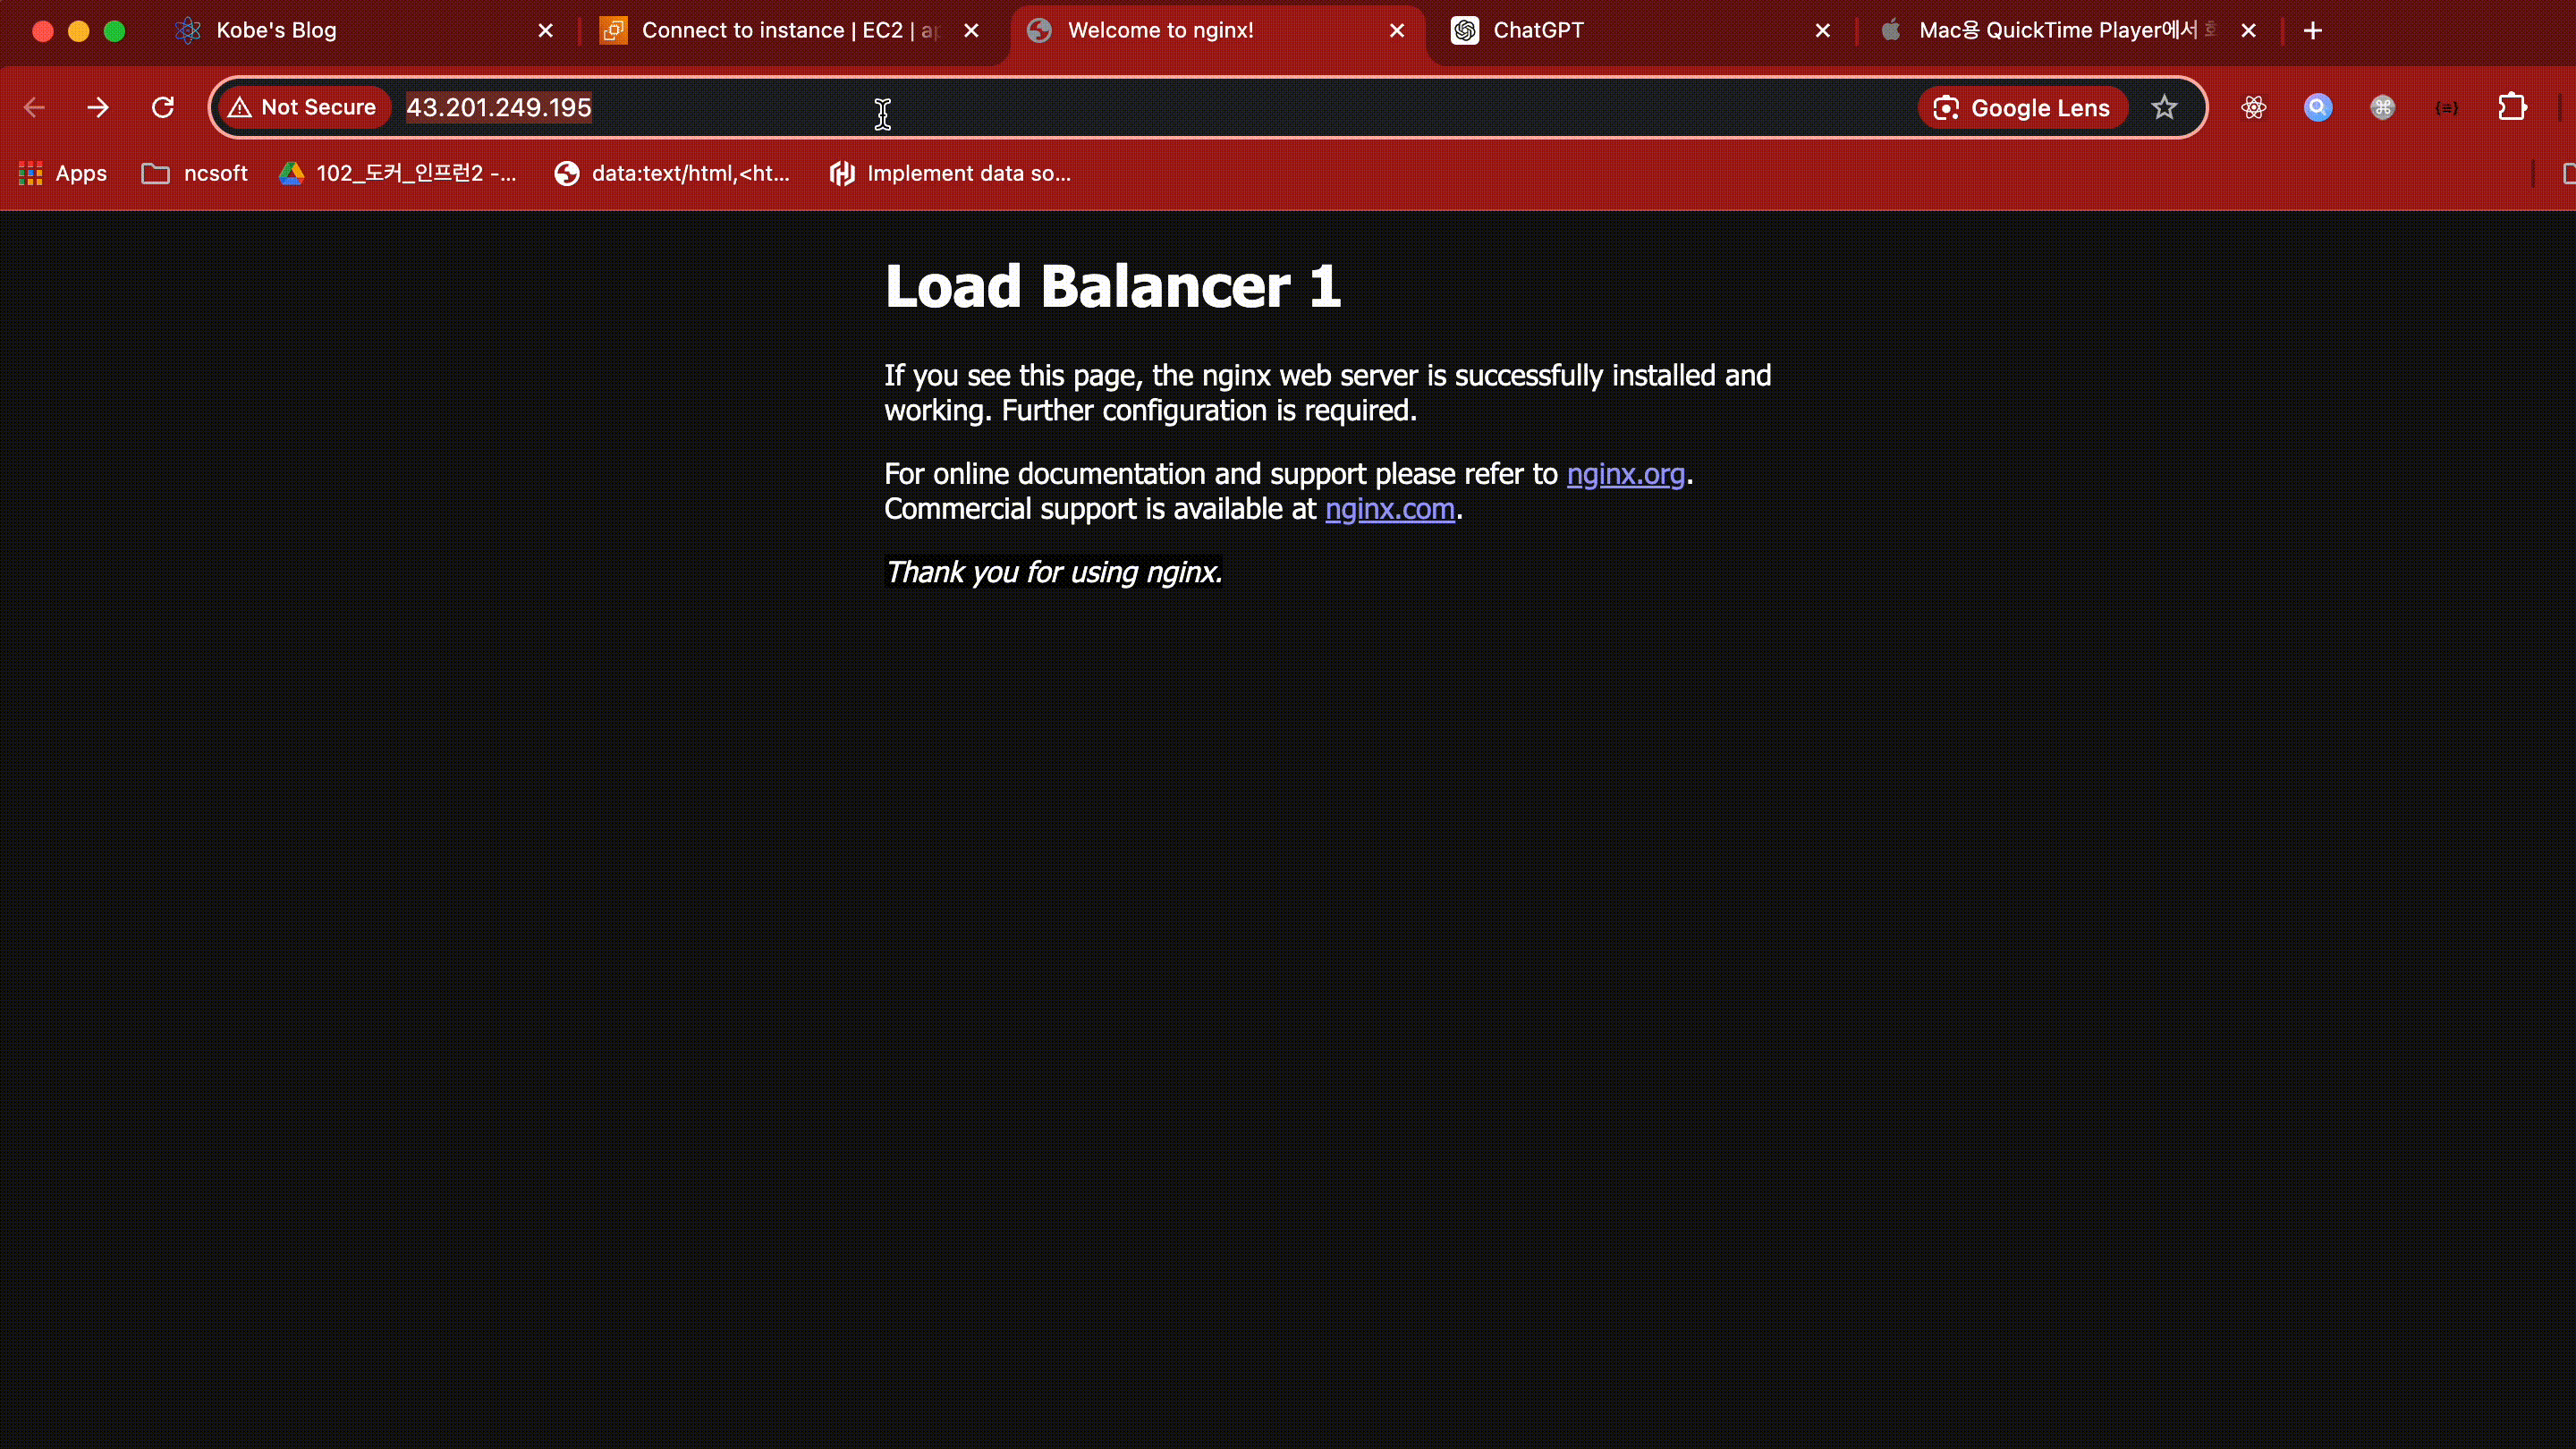 Kobe's Blog
Connect to instance | EC2 | ap
Welcome to nginx!
ChatGPT
Mac용 QuickTime Player에서
Not Secure
43.201.249.195
Google Lens
Apps
ncsoft
102_도커_인프런2 -...
data:text/html,<ht...
Implement data so...
Load Balancer 1
If you see this page, the nginx web server is successfully installed and
working. Further configuration is required.
For online documentation and support please refer to nginx.org.
Commercial support is available at nginx.com.
Thank you for using nginx.